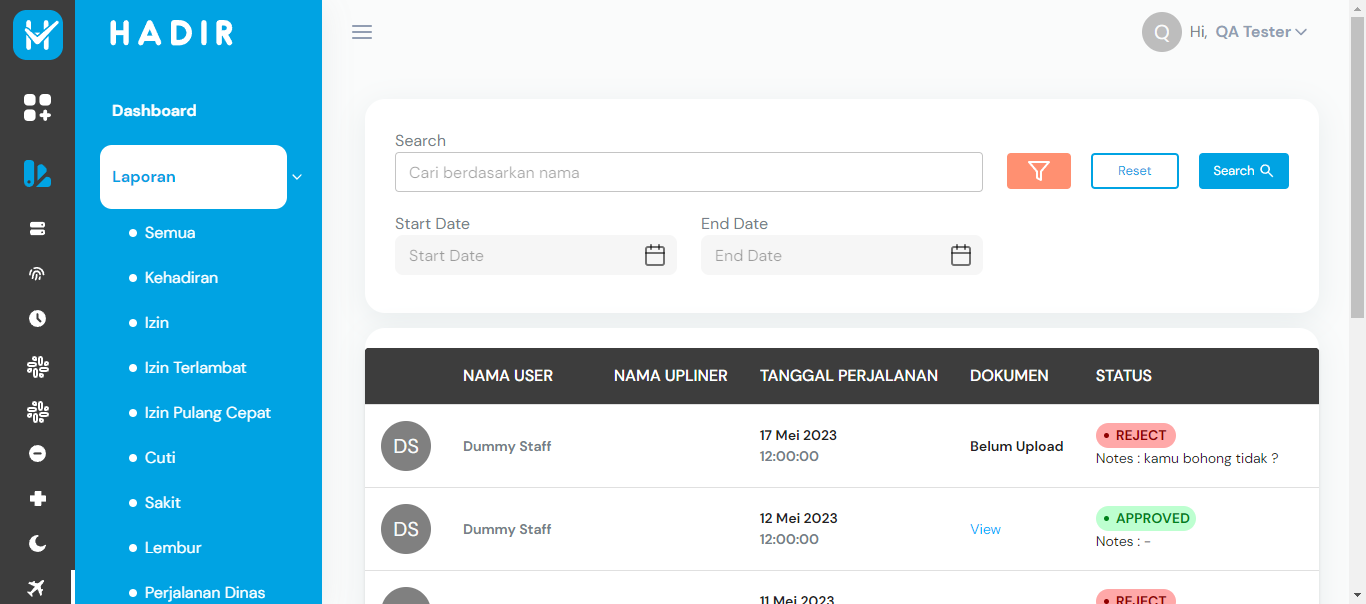 HADIR
Hi, QA Tester
Q
Dashboard
Laporan
Semua
Kehadiran
Izin
Izin Terlambat
Izin Pulang Cepat
Cuti
Sakit
Lembur
Perjalanan Dinas
Search
Cari berdasarkan nama
Reset
Search
Start Date
End Date
Start Date
End Date
NAMA USER NAMA UPLINER TANGGAL PERJALANAN DOKUMEN STATUS
DS
Dummy Staff
17 Mei 2023
12:00:00
Belum Upload
REJECT
Notes : kamu bohong tidak ?
DS
Dummy Staff
12 Mei 2023
12:00:00
View
APPROVED
Notes : -
11 Mei 2023
REJECT